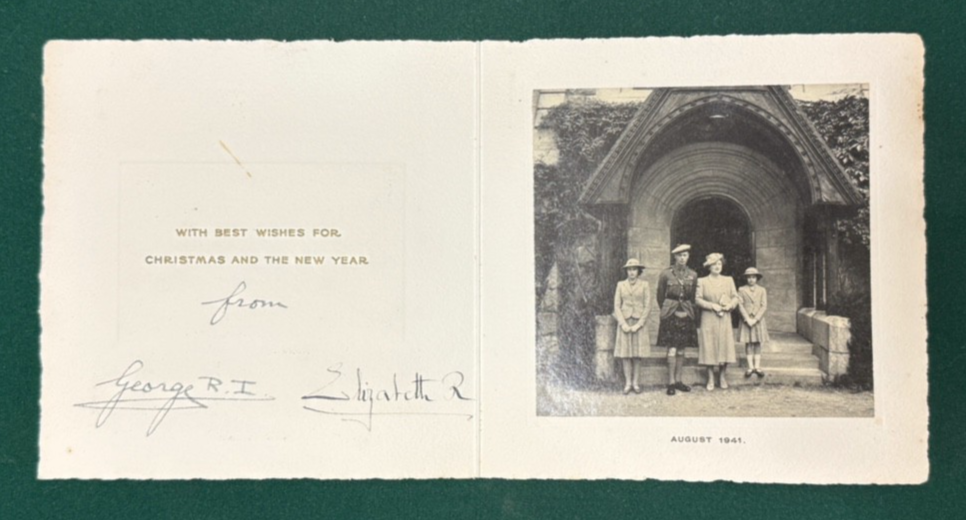 WITH BEST WISHES FOR
CHRISTMAS AND THE NEW YEAR
from
George R.I.
Elizabeth R
AUGUST 1941.